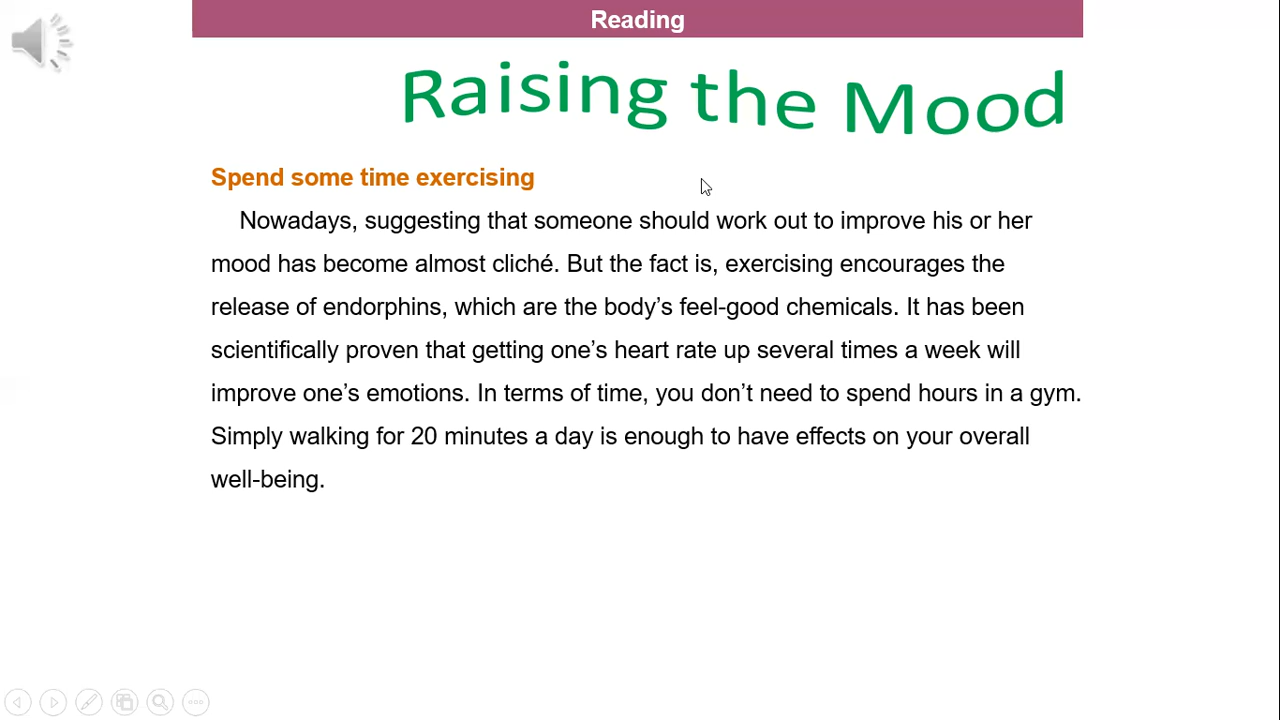 Reading
Raising the Mood
Spend some time exercising
Nowadays, suggesting that someone should work out to improve his or her
mood has become almost cliché. But the fact is, exercising encourages the
release of endorphins, which are the body’s feel-good chemicals. It has been
scientifically proven that getting one’s heart rate up several times a week will
improve one’s emotions. In terms of time, you don’t need to spend hours in a gym.
Simply walking for 20 minutes a day is enough to have effects on your overall
well-being.